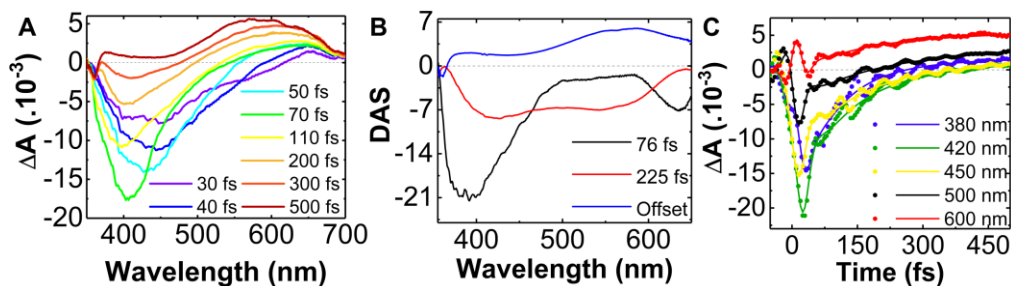 A
ΔA (.10⁻³)
5
0
-5
-10
-15
-20
400 500 600 700
Wavelength (nm)
30 fs
40 fs
50 fs
70 fs
110 fs
200 fs
300 fs
500 fs
B
DAS
7
0
-7
-14
-21
400 500 600
Wavelength (nm)
76 fs
225 fs
Offset
C
ΔA (.10⁻³)
5
0
-5
-10
-15
0 150 300 450
Time (fs)
380 nm
420 nm
450 nm
500 nm
600 nm